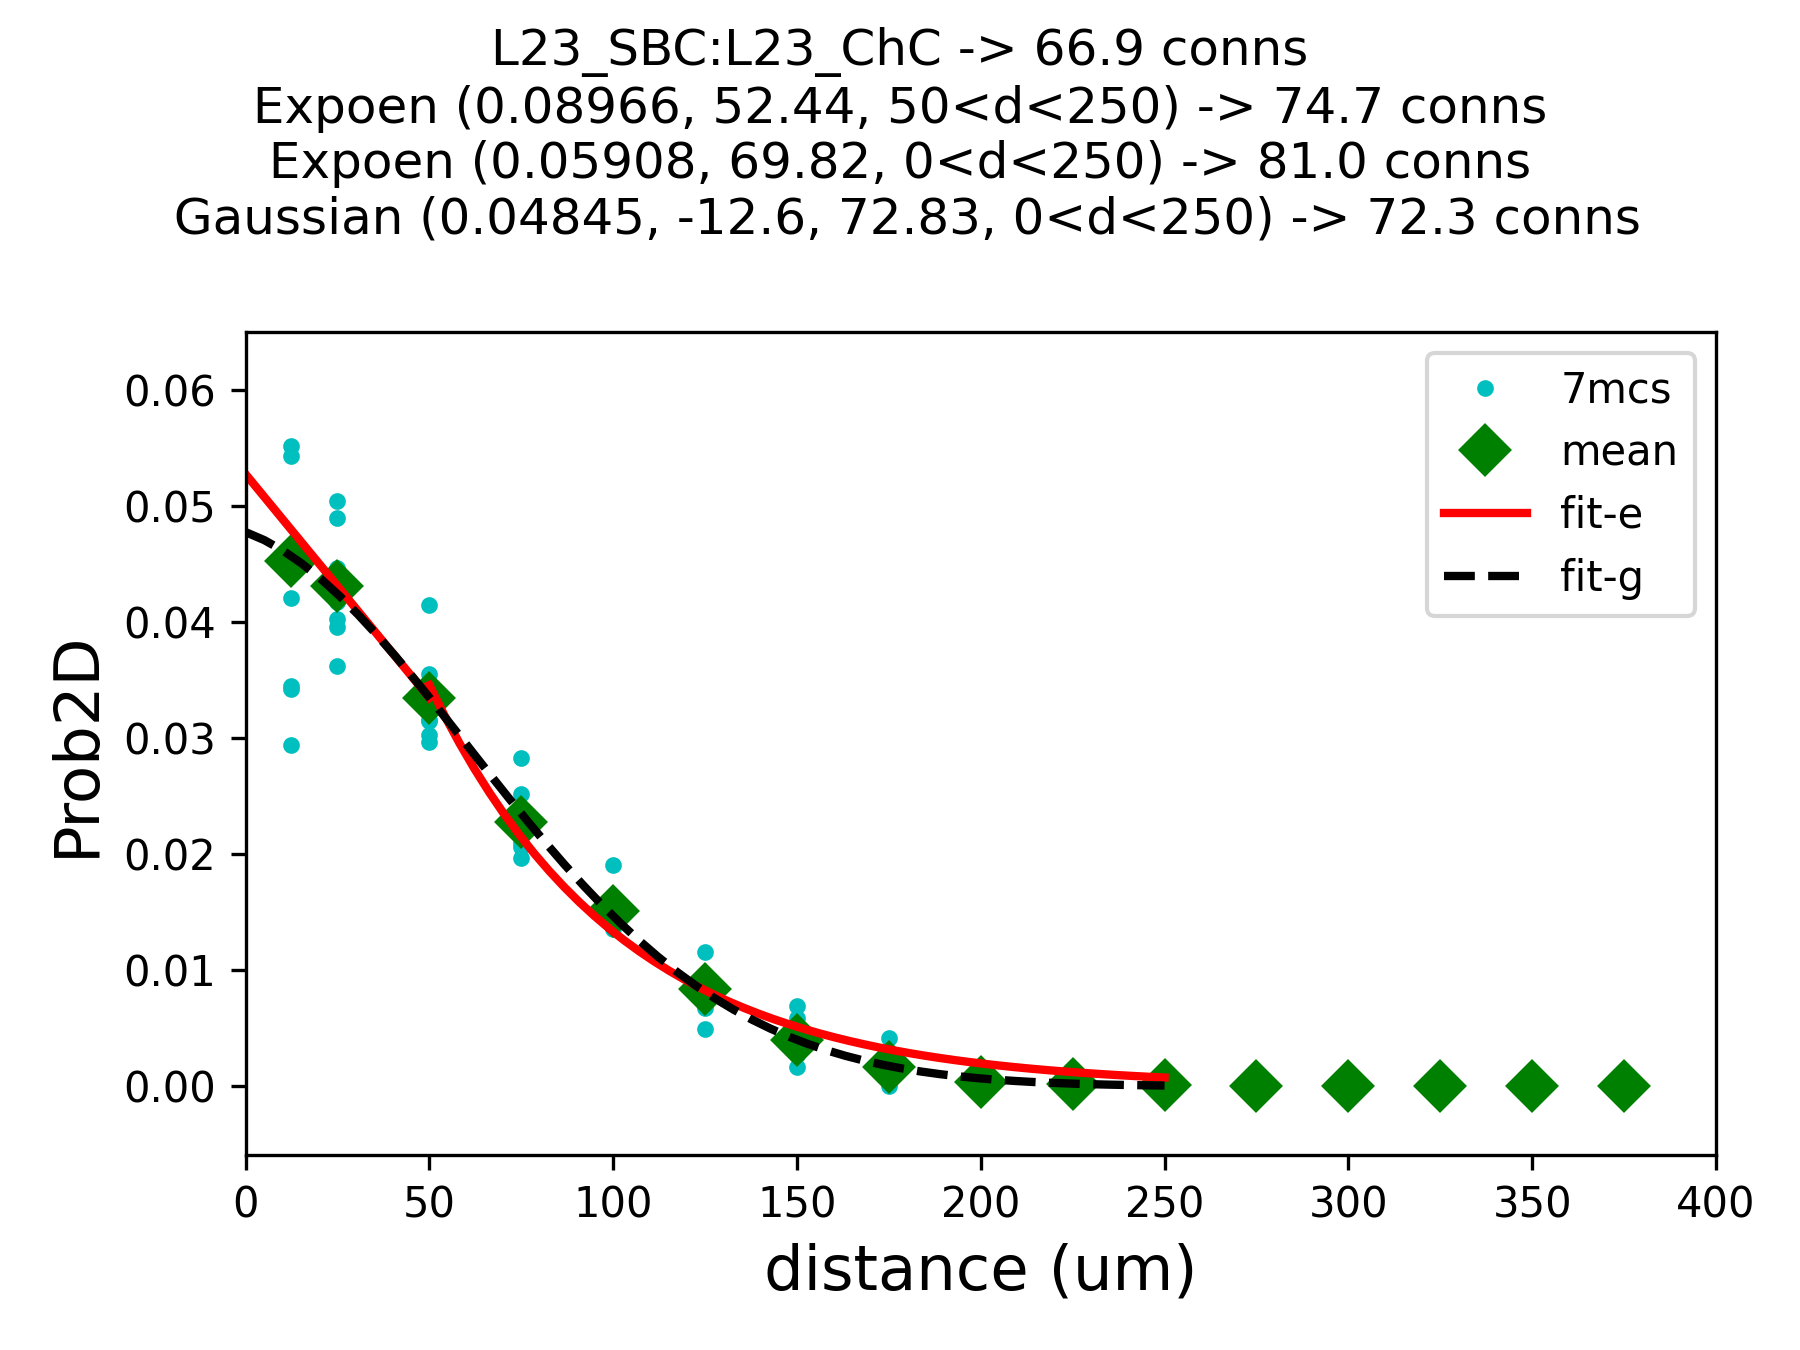 L23_SBC:L23_ChC -> 66.9 conns
Expoen (0.08966, 52.44, 50<d<250) -> 74.7 conns
Expoen (0.05908, 69.82, 0<d<250) -> 81.0 conns
Gaussian (0.04845, -12.6, 72.83, 0<d<250) -> 72.3 conns
7mcs
mean
fit-e
fit-g
Prob2D
0.06
0.05
0.04
0.03
0.02
0.01
0.00
0 50 100 150 200 250 300 350 400
distance (um)